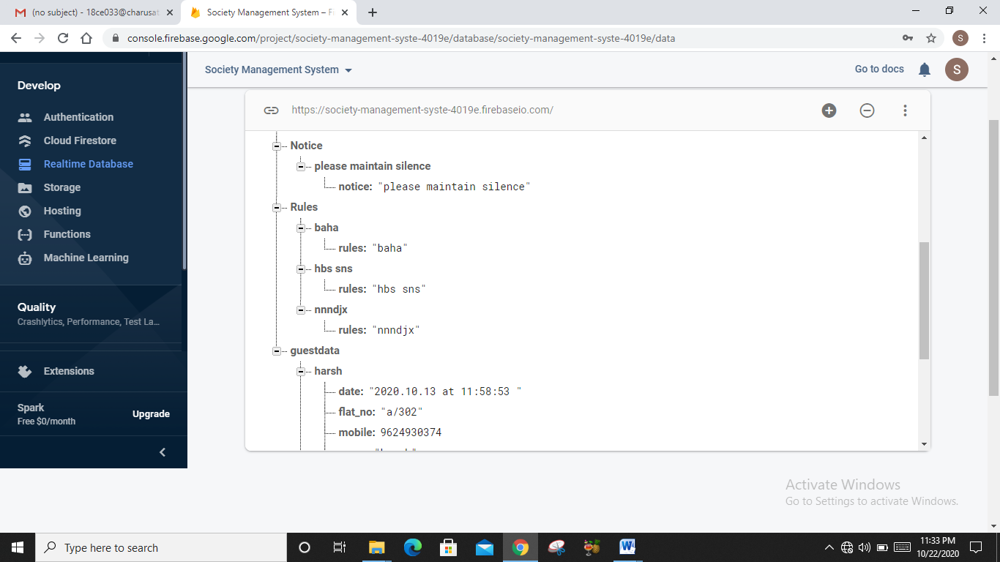 (no subject) - 18ce033@charusat
Society Management System – Fi
console.firebase.google.com/project/society-management-syste-4019e/database/society-management-syste-4019e/data
S
Develop
Authentication
Cloud Firestore
Realtime Database
Storage
Hosting
Functions
Machine Learning
Quality
Crashlytics, Performance, Test La...
Extensions
Spark
Free $0/month
Upgrade
Society Management System
Go to docs
S
https://society-management-syste-4019e.firebaseio.com/
Notice
please maintain silence
notice: "please maintain silence"
Rules
baha
rules: "baha"
hbs sns
rules: "hbs sns"
nnndjx
rules: "nnndjx"
guestdata
harsh
date: "2020.10.13 at 11:58:53 "
flat_no: "a/302"
mobile: 9624930374
Activate Windows
Go to Settings to activate Windows.
Type here to search
11:33 PM
10/22/2020